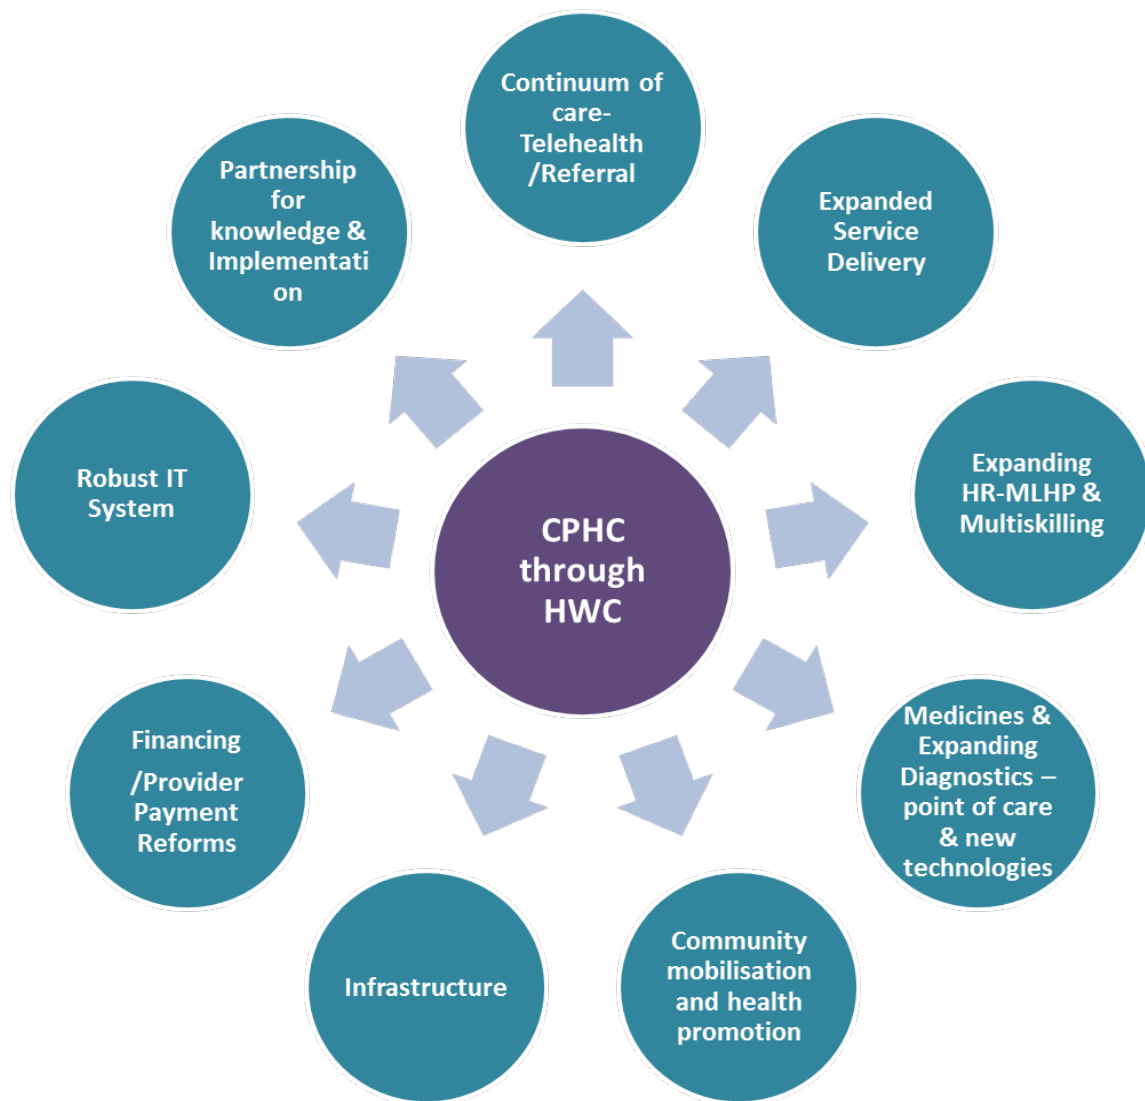 Continuum of
care-
Telehealth
/Referral
Expanded
Service
Delivery
Expanding
HR-MLHP &
Multiskilling
Medicines &
Expanding
Diagnostics –
point of care
& new
technologies
Community
mobilisation
and health
promotion
Infrastructure
Financing
/Provider
Payment
Reforms
Robust IT
System
Partnership
for
knowledge &
Implementati
on
CPHC
through
HWC